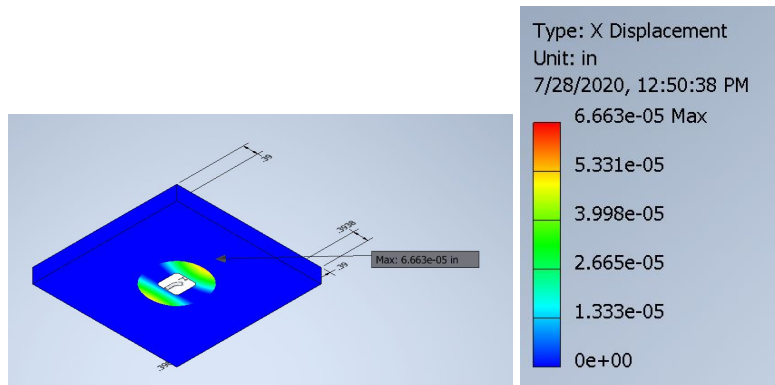 Type: X Displacement
Unit: in
7/28/2020, 12:50:38 PM
6.663e-05 Max
5.331e-05
3.998e-05
2.665e-05
1.333e-05
0e+00
.39
.3938
.39
Max: 6.663e-05 in